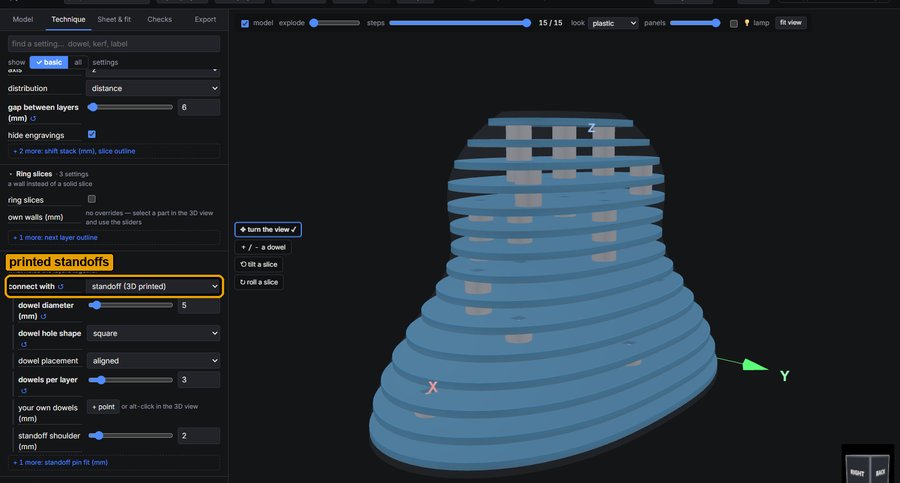 Model Technique Sheet & fit Checks Export
model explode steps 15 / 15 look plastic panels lamp fit view
find a setting... dowel, kerf, label
show ✓ basic all settings
axis Z
distribution distance
gap between layers (mm) ↺ 6
hide engravings
+ 2 more: shift stack (mm), slice outline
Ring slices · 3 settings
a wall instead of a solid slice
ring slices
own walls (mm) no overrides — select a part in the 3D view and use the sliders
+ 1 more: next layer outline
printed standoffs
connect with ↺ standoff (3D printed)
dowel diameter (mm) ↺ 5
dowel hole shape ↺ square
dowel placement aligned
dowels per layer ↺ 3
your own dowels (mm) + point or alt-click in the 3D view
standoff shoulder (mm) 2
+ 1 more: standoff pin fit (mm)
✥ turn the view ✓
+ / - a dowel
⟲ tilt a slice
↻ roll a slice
Z
X
Y
RIGHT BACK